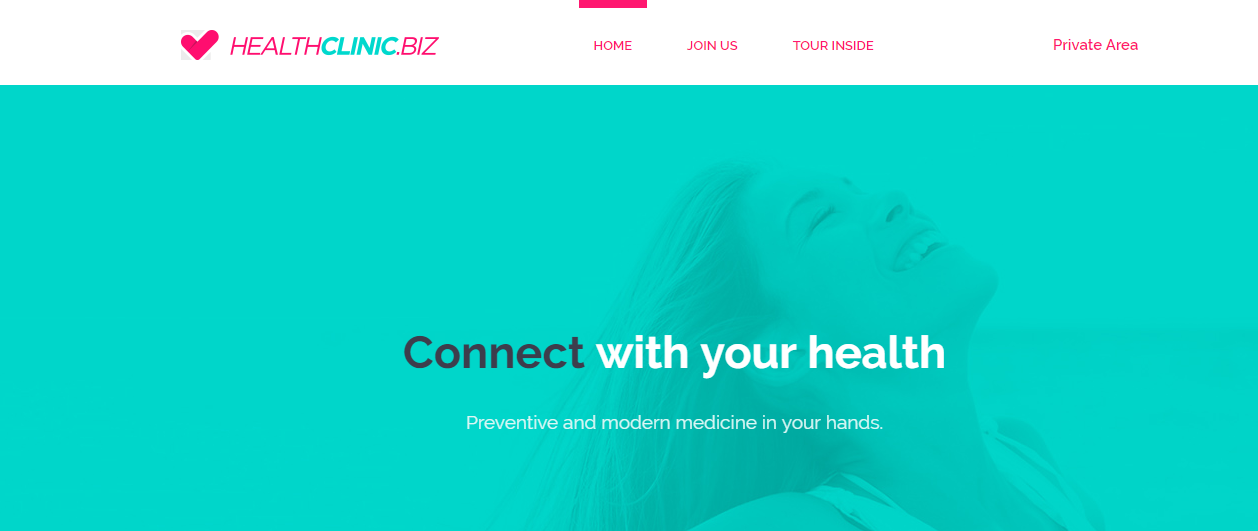 HEALTHCLINIC.BIZ
HOME
JOIN US
TOUR INSIDE
Private Area
Connect with your health
Preventive and modern medicine in your hands.